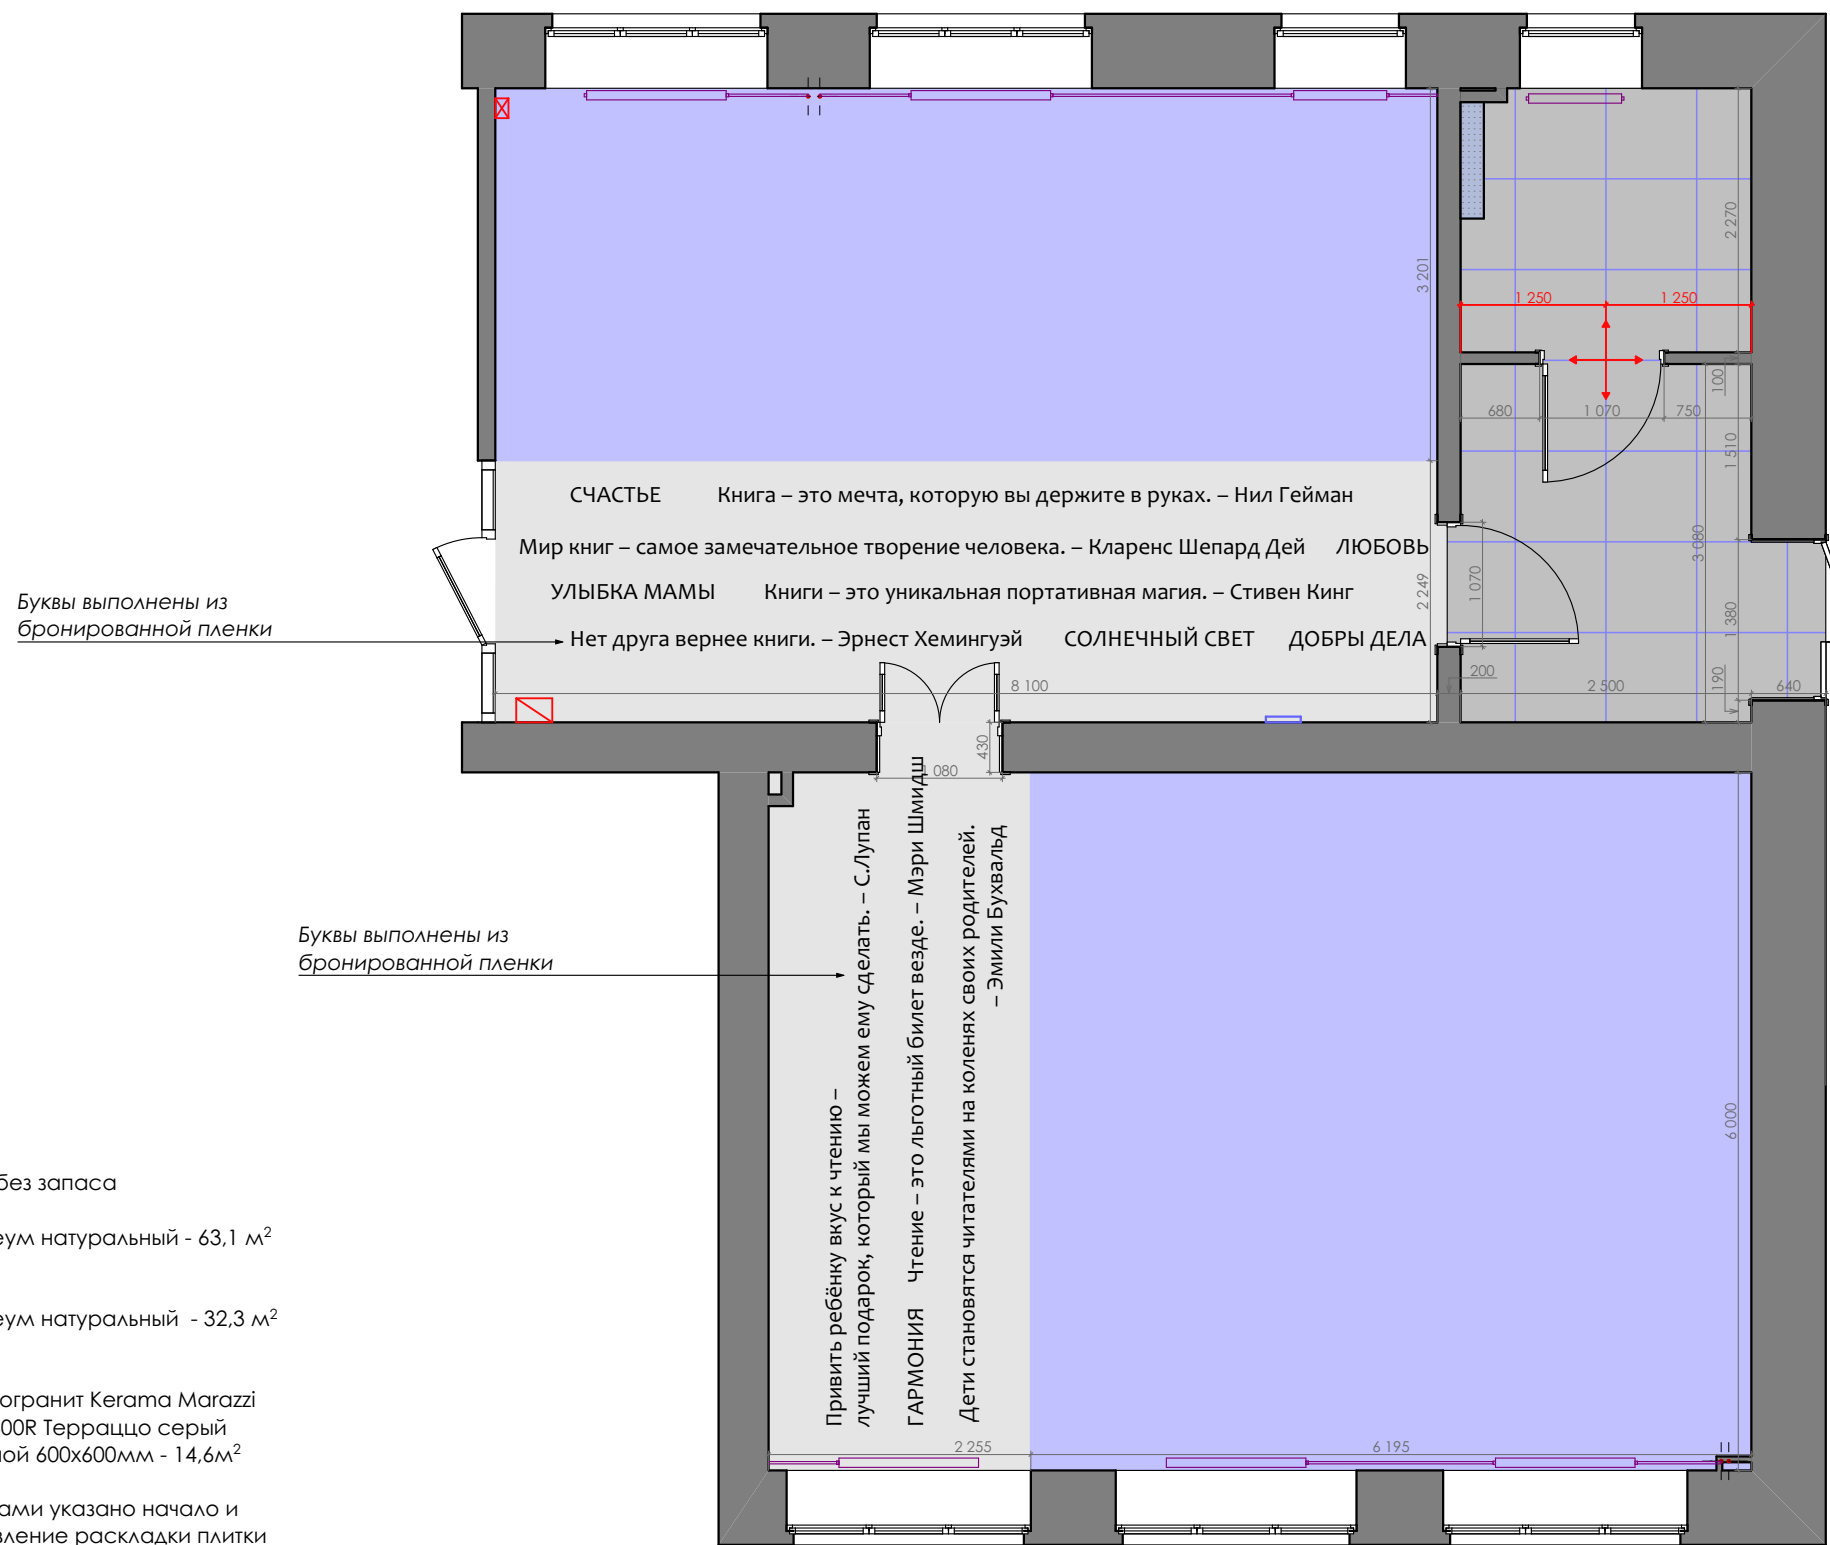 1 250
1 250
2 270
3 201
100
680
1 070
750
1 510
СЧАСТЬЕ Книга – это мечта, которую вы держите в руках. – Нил Гейман
Мир книг – самое замечательное творение человека. – Кларенс Шепард Дей ЛЮБОВЬ
УЛЫБКА МАМЫ Книги – это уникальная портативная магия. – Стивен Кинг
Нет друга вернее книги. – Эрнест Хемингуэй СОЛНЕЧНЫЙ СВЕТ ДОБРЫ ДЕЛА
Буквы выполнены из
бронированной пленки
2 249
1 070
3 080
1 380
200
190
8 100
2 500
640
430
1 080
Привить ребёнку вкус к чтению –
лучший подарок, который мы можем ему сделать. – С.Лупан
ГАРМОНИЯ Чтение – это льготный билет везде. – Мэри Шмидш
Дети становятся читателями на коленях своих родителей.
– Эмили Бухвальд
Буквы выполнены из
бронированной пленки
6 000
2 255
6 195
без запаса
еум натуральный - 63,1 м²
еум натуральный - 32,3 м²
огранит Kerama Marazzi
00R Терраццо серый
ой 600х600мм - 14,6м²
ами указано начало и
вление раскладки плитки